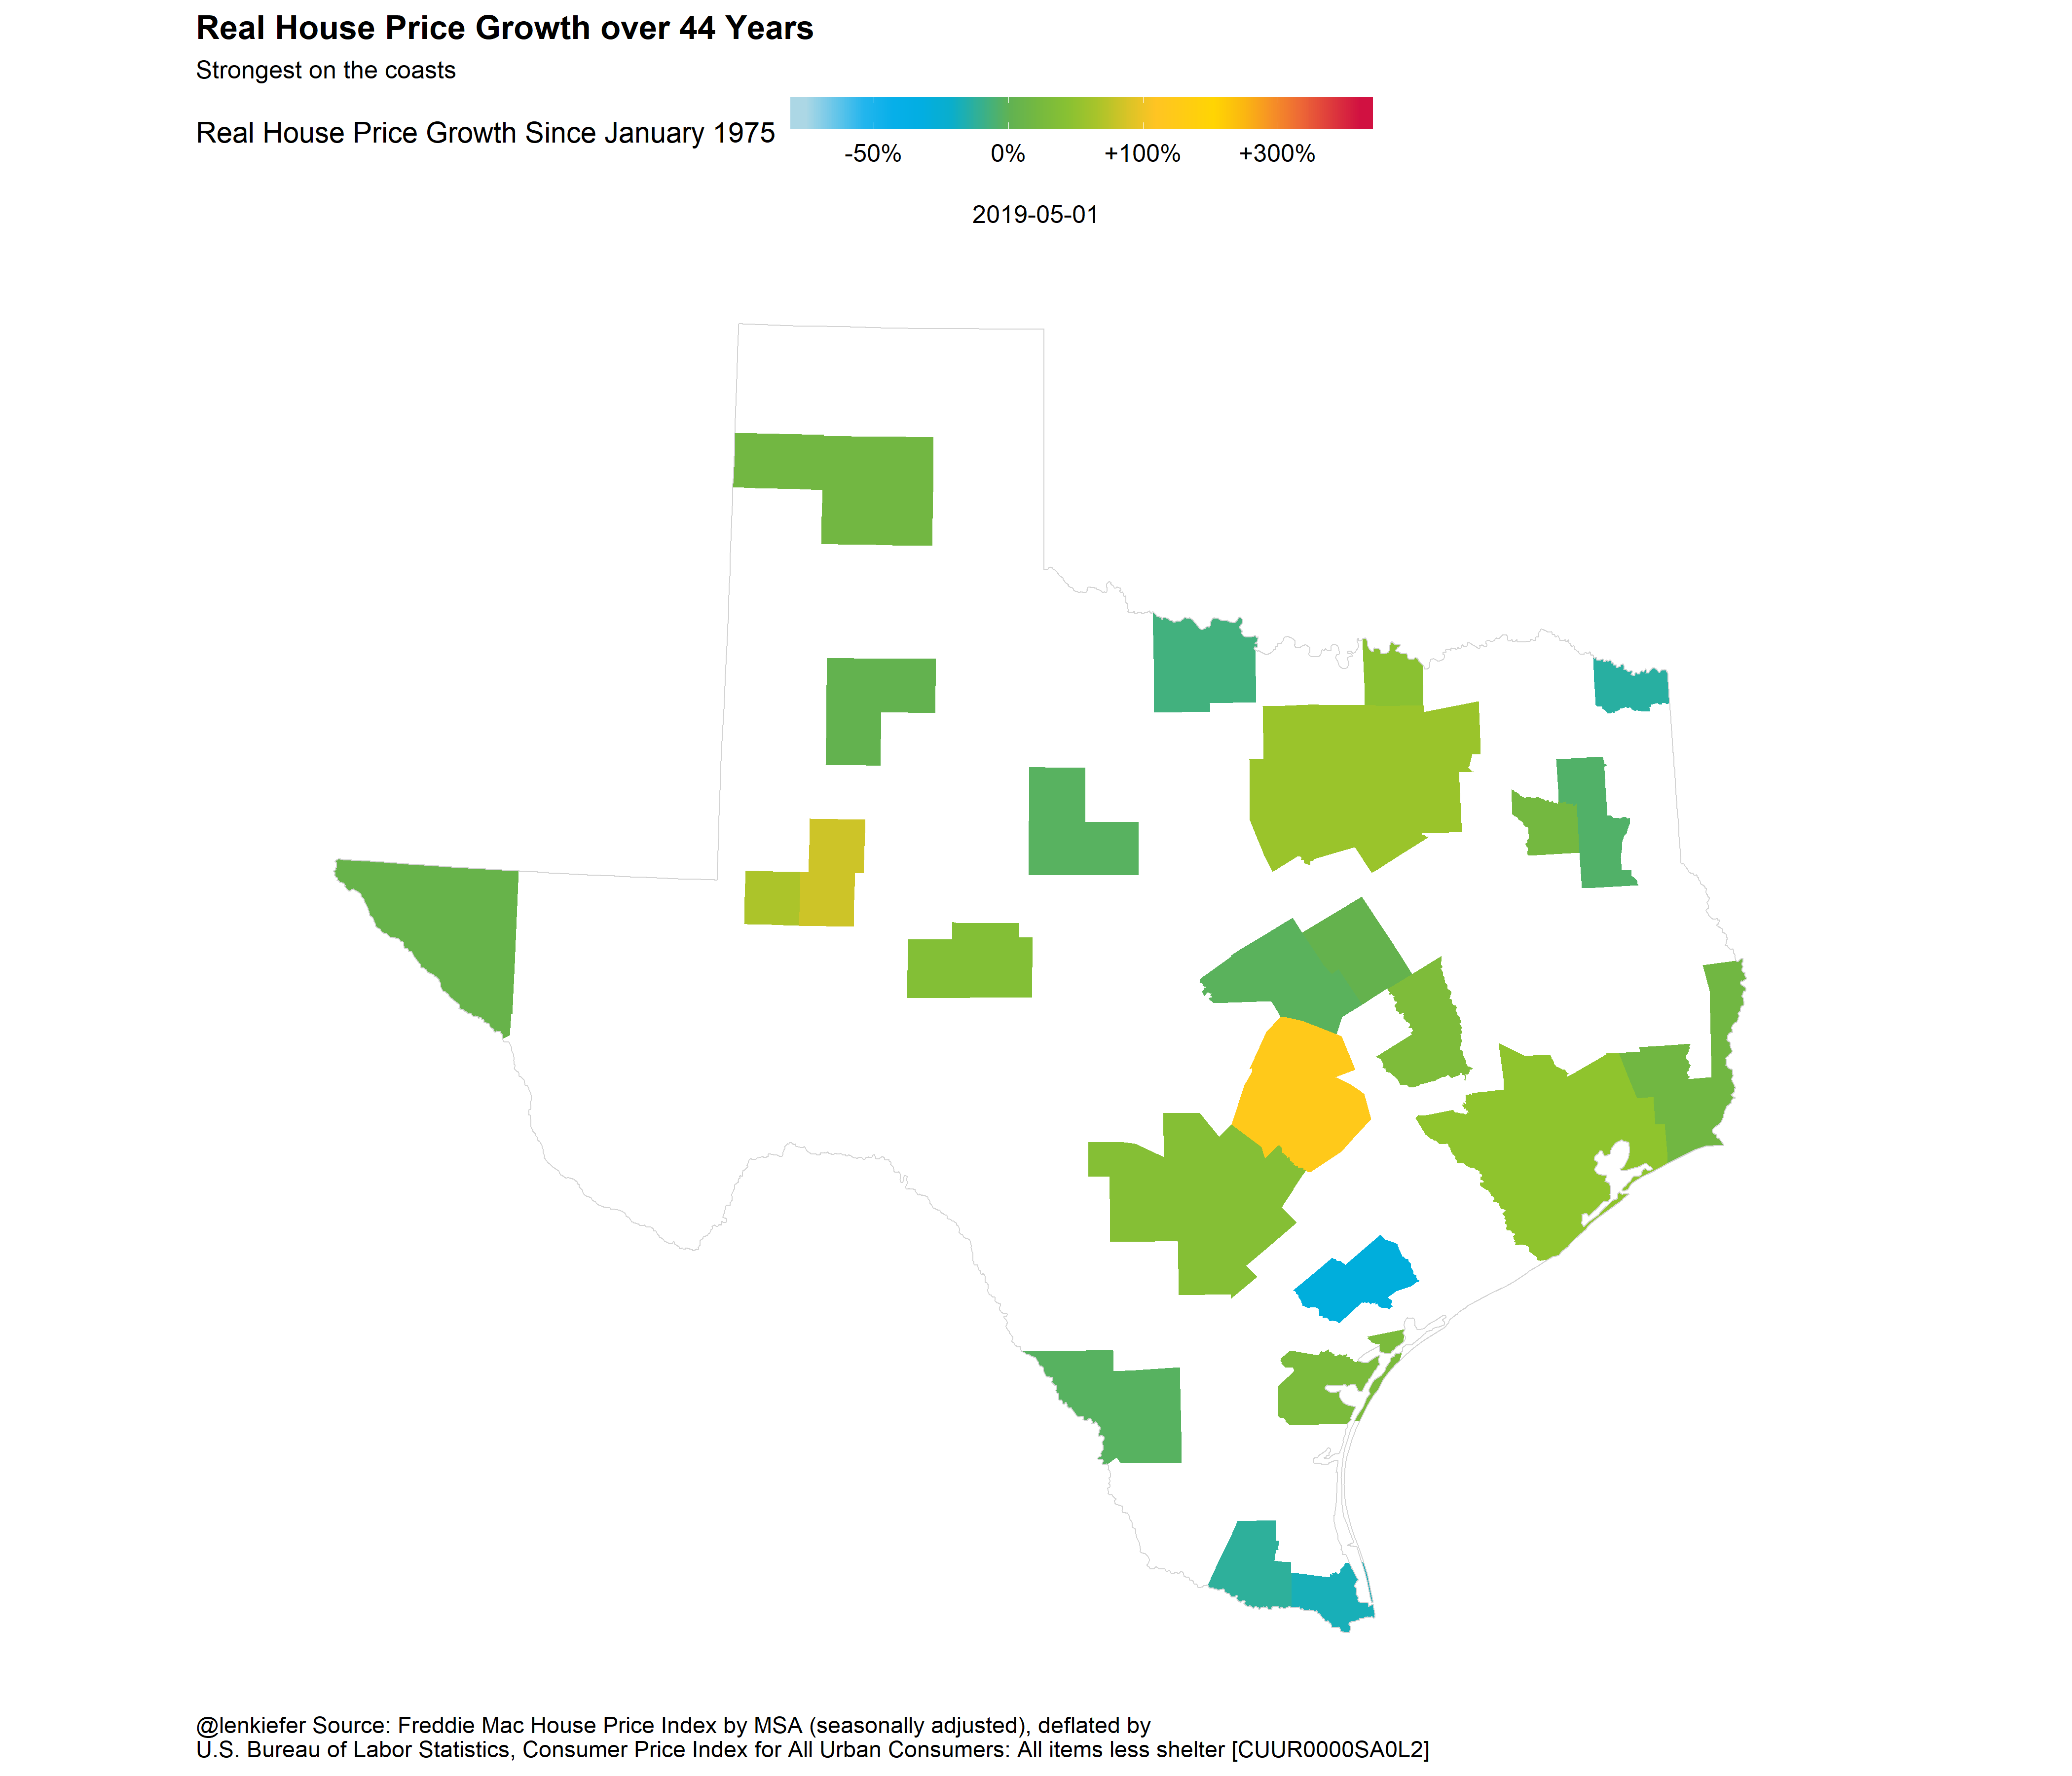 Real House Price Growth over 44 Years
Strongest on the coasts
Real House Price Growth Since January 1975
-50% 0% +100% +300%
2019-05-01
@lenkiefer Source: Freddie Mac House Price Index by MSA (seasonally adjusted), deflated by
U.S. Bureau of Labor Statistics, Consumer Price Index for All Urban Consumers: All items less shelter [CUUR0000SA0L2]